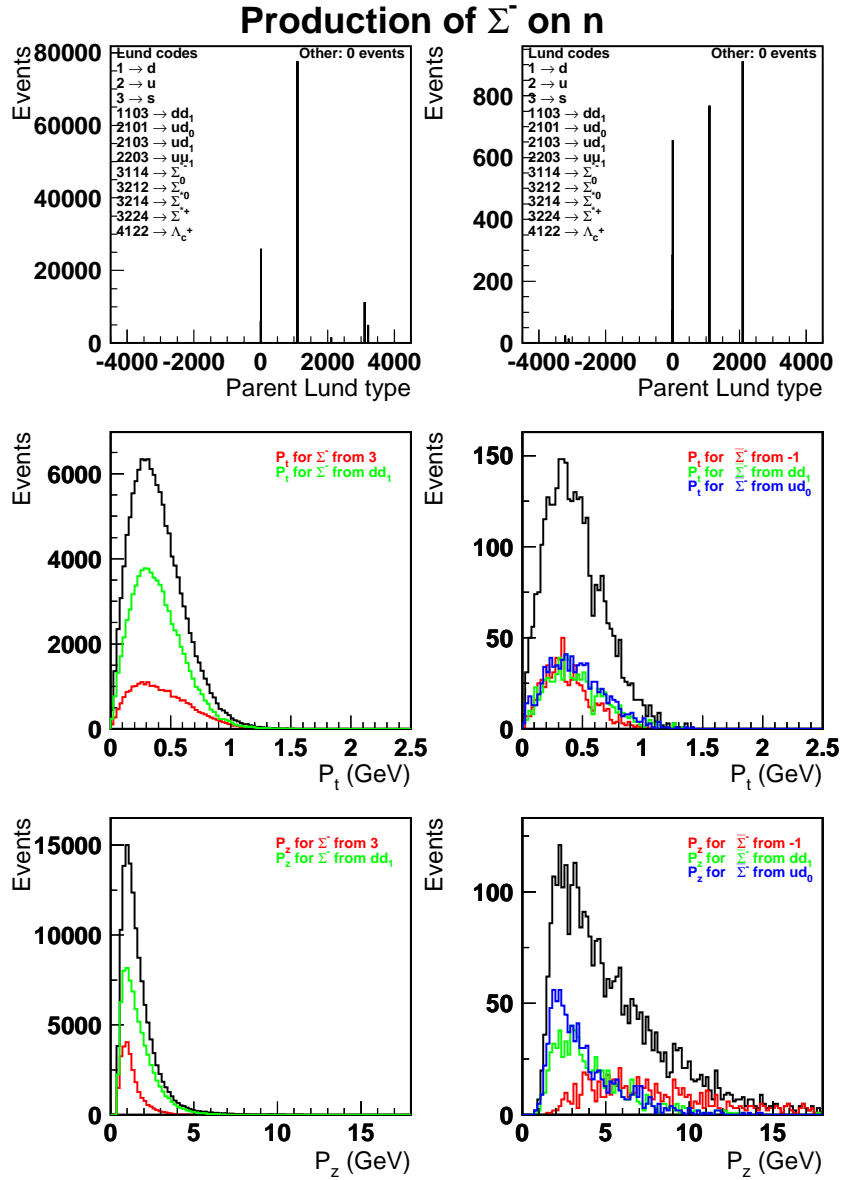 Production of Σ⁻ on n
Events
80000
60000
40000
20000
0
Lund codes
Other: 0 events
1 → d
2 → u
3 → s
1103 → dd₁
2101 → ud₀
2103 → ud₁
2203 → uu₁
3114 → Σ*⁻
3212 → Σ₀
3214 → Σ*⁰
3224 → Σ*⁺
4122 → Λc⁺
-4000 -2000 0 2000 4000
Parent Lund type
Events
800
600
400
200
0
Lund codes
Other: 0 events
1 → d
2 → u
3 → s
1103 → dd₁
2101 → ud₀
2103 → ud₁
2203 → uu₁
3114 → Σ*⁻
3212 → Σ₀
3214 → Σ*⁰
3224 → Σ*⁺
4122 → Λc⁺
-4000 -2000 0 2000 4000
Parent Lund type
Events
6000
4000
2000
0
Pt for Σ⁻ from 3
Pt for Σ⁻ from dd₁
0 0.5 1 1.5 2 2.5
Pt (GeV)
Events
150
100
50
0
Pt for Σ̅⁻ from -1
Pt for Σ̅⁻ from dd₁
Pt for Σ̅⁻ from ud₀
0 0.5 1 1.5 2 2.5
Pt (GeV)
Events
15000
10000
5000
0
Pz for Σ⁻ from 3
Pz for Σ⁻ from dd₁
0 5 10 15
Pz (GeV)
Events
100
50
0
Pz for Σ̅⁻ from -1
Pz for Σ̅⁻ from dd₁
Pz for Σ̅⁻ from ud₀
0 5 10 15
Pz (GeV)